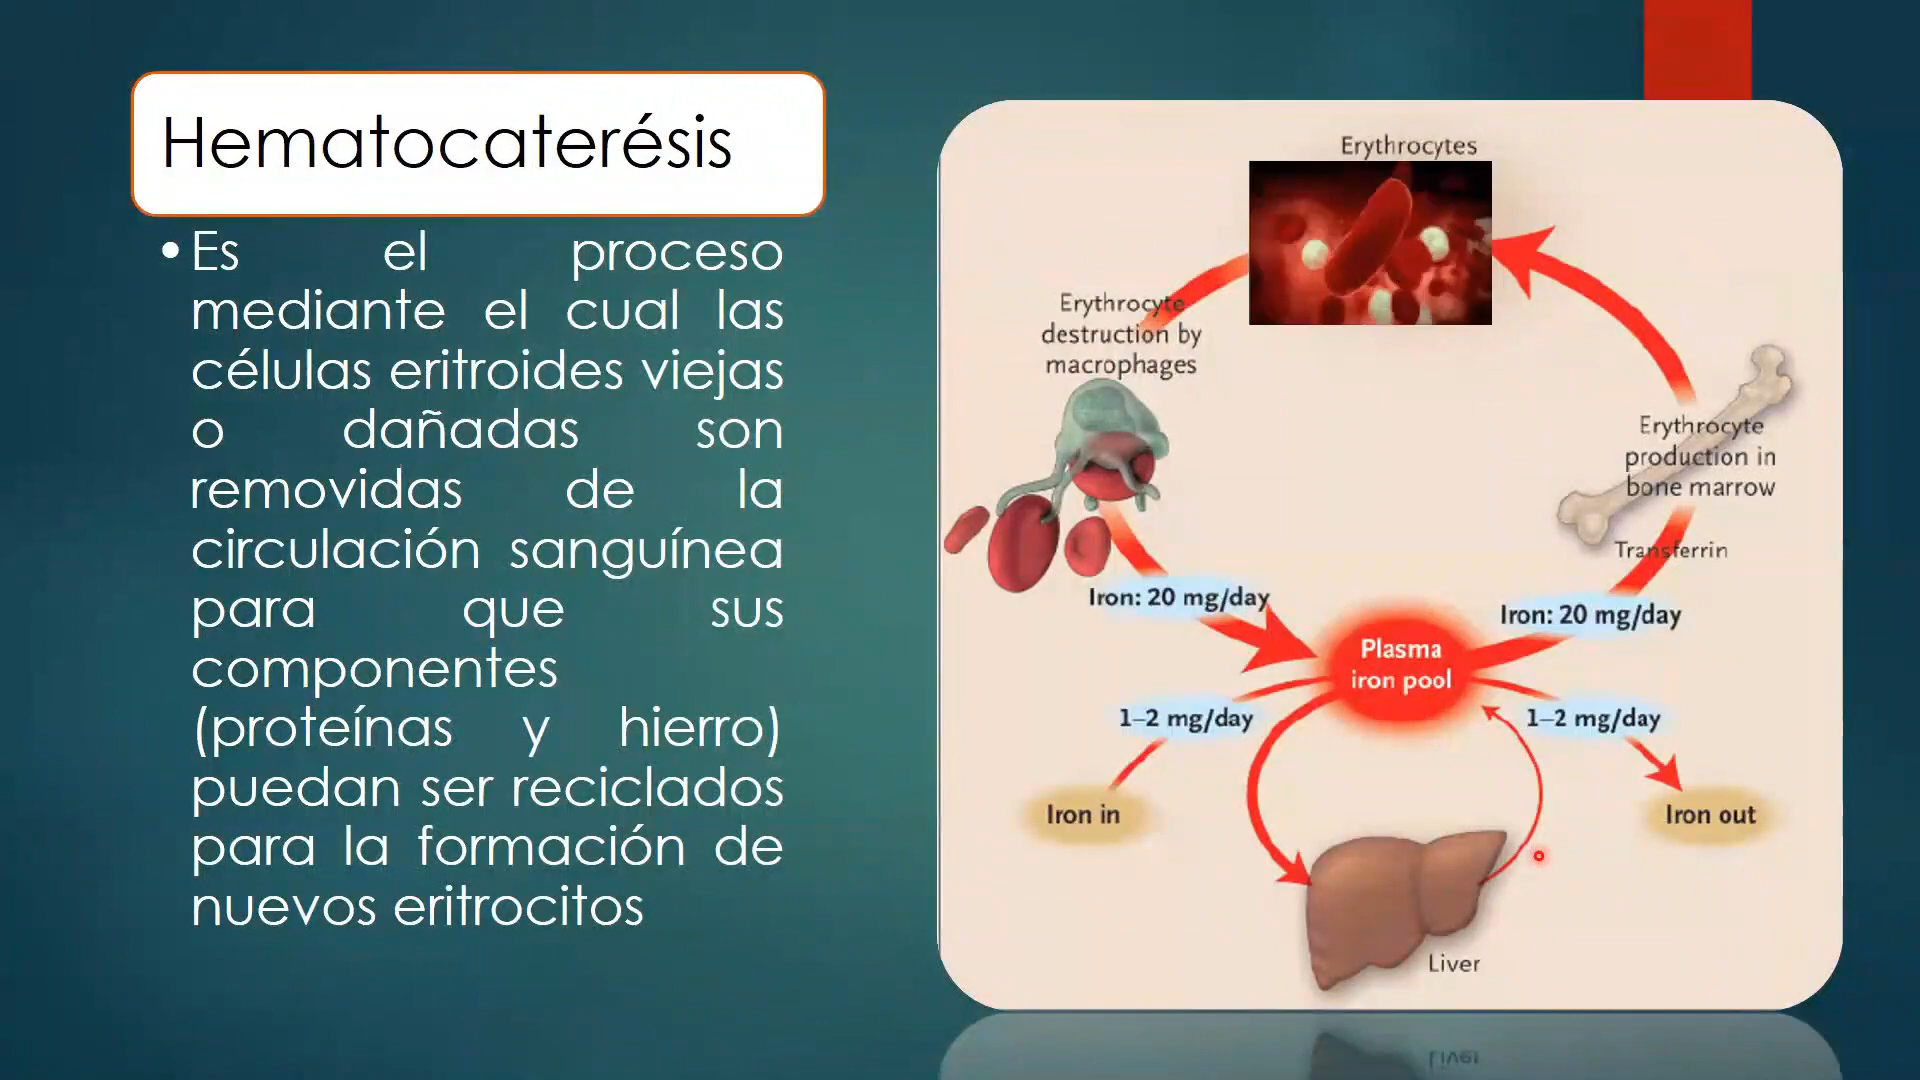 Hematocaterésis
•Es el proceso
mediante el cual las
células eritroides viejas
o dañadas son
removidas de la
circulación sanguínea
para que sus
componentes
(proteínas y hierro)
puedan ser reciclados
para la formación de
nuevos eritrocitos
Erythrocytes
Erythrocyte
destruction by
macrophages
Erythrocyte
production in
bone marrow
Transferrin
Iron: 20 mg/day
Iron: 20 mg/day
Plasma
iron pool
1–2 mg/day
1–2 mg/day
Iron in
Iron out
Liver